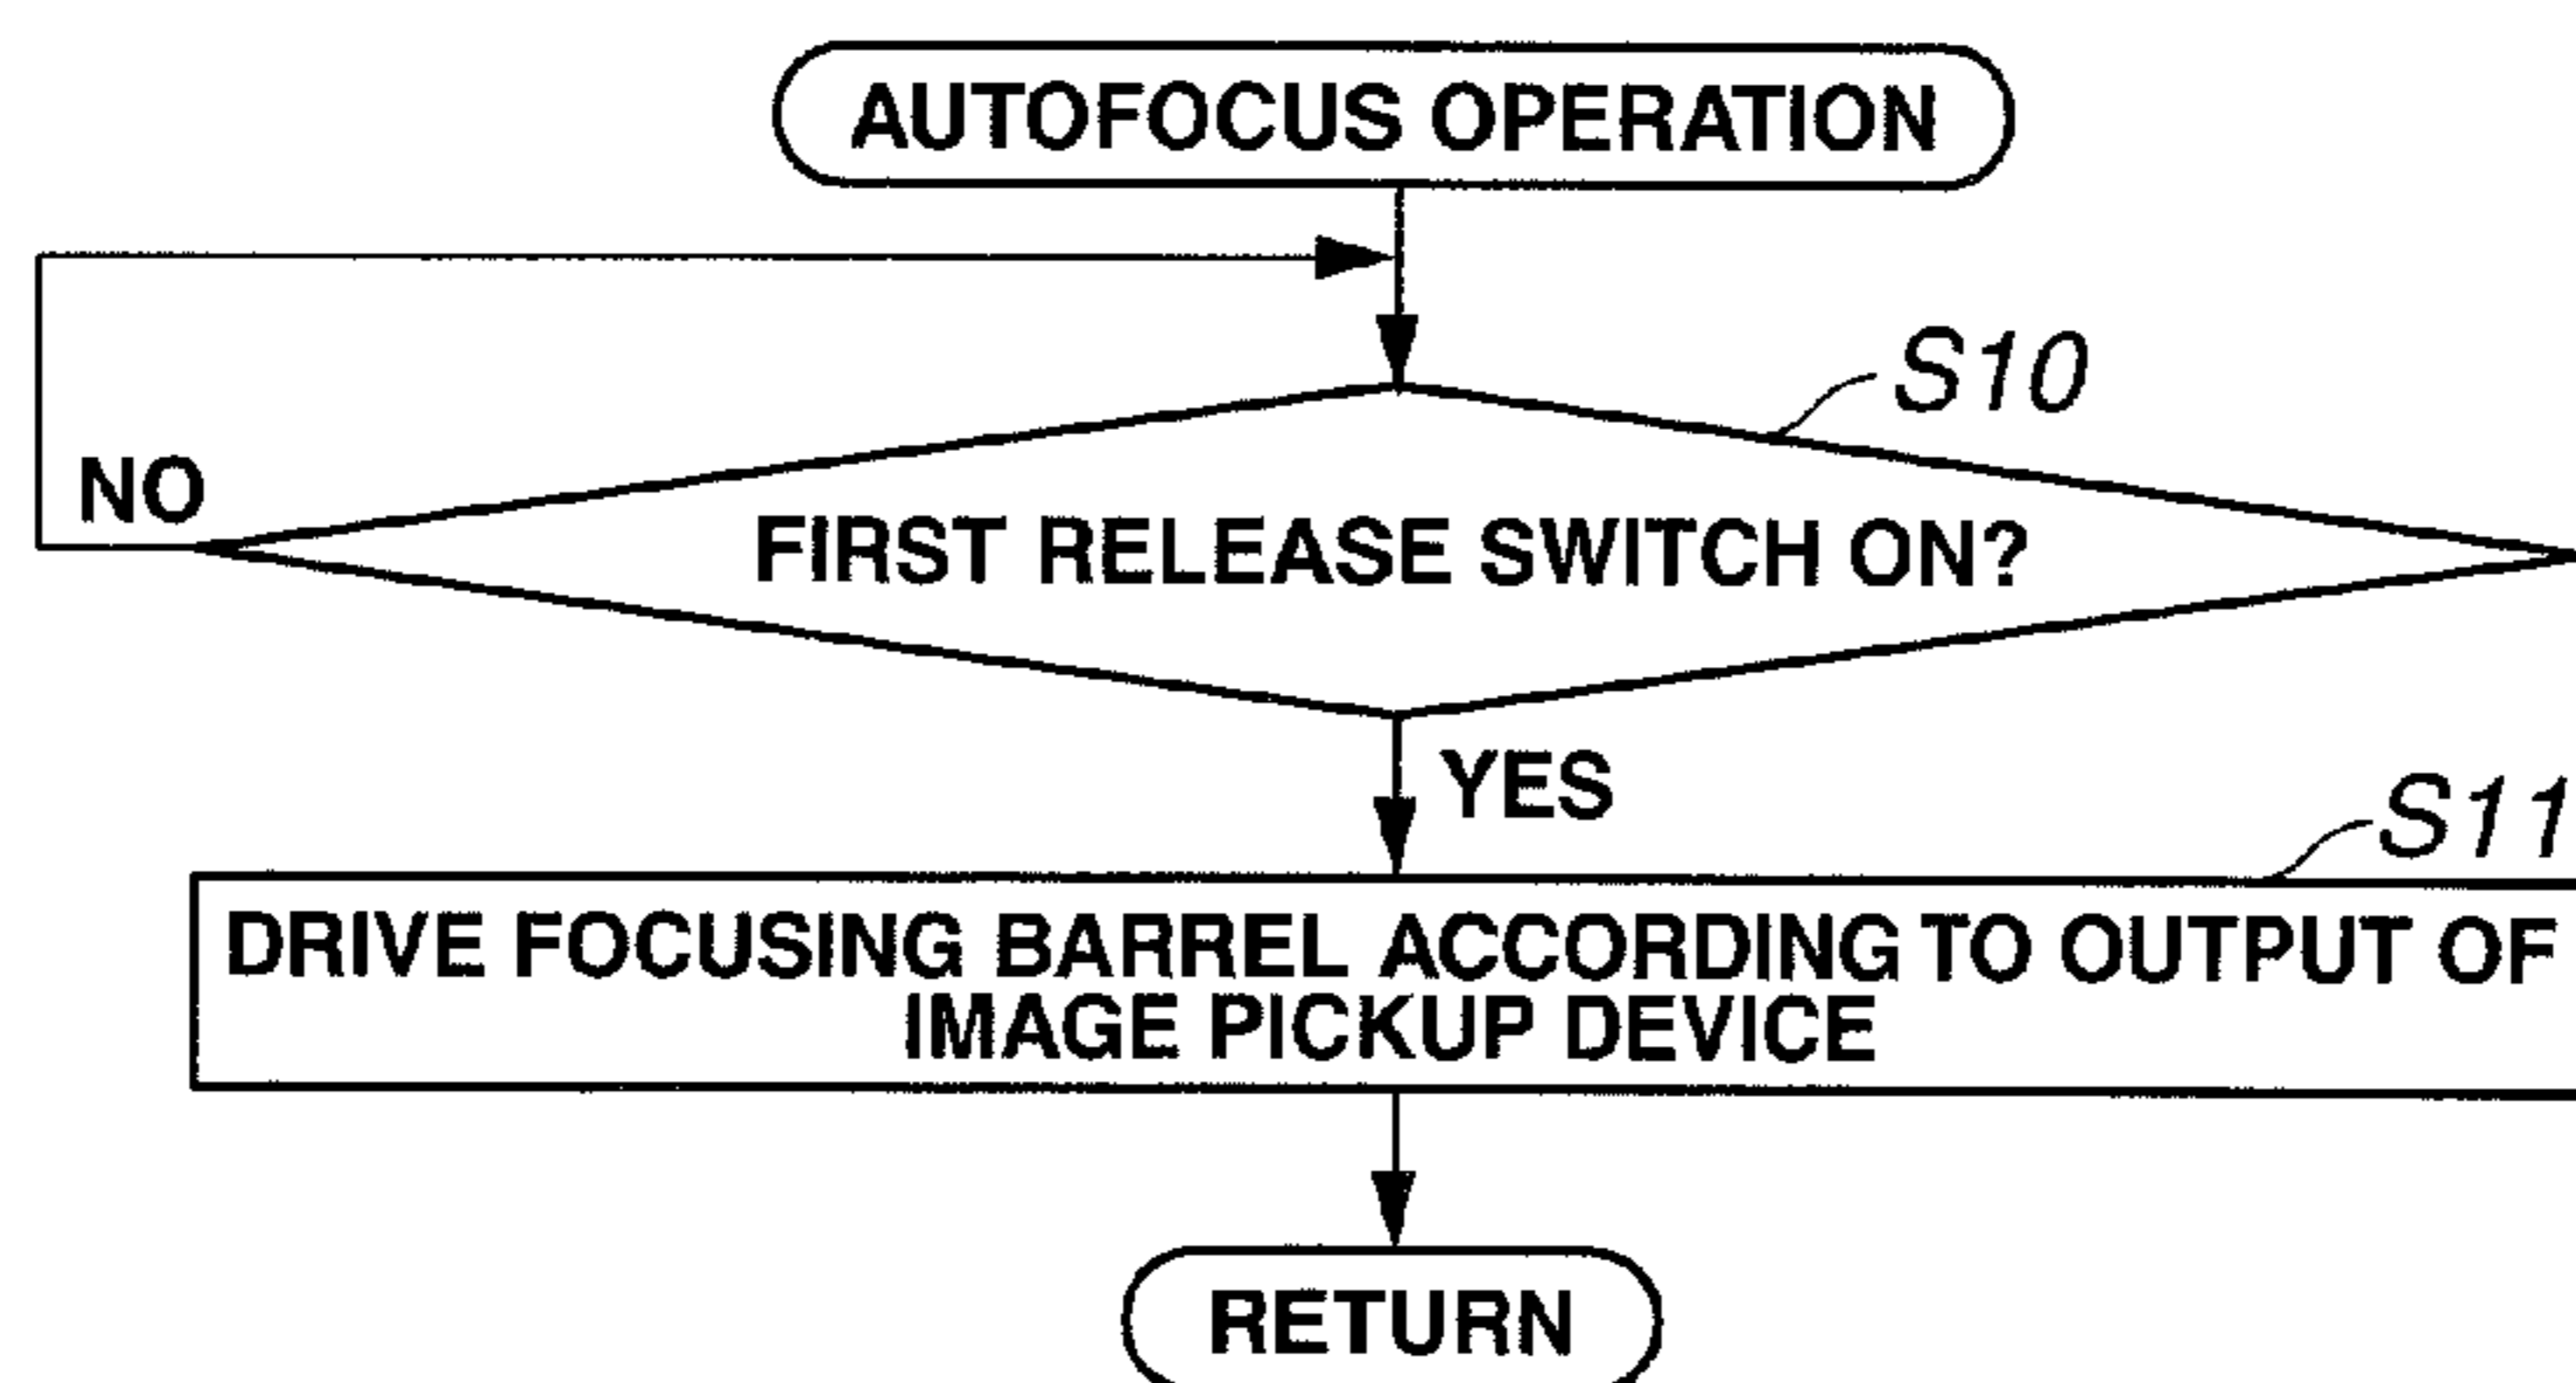 AUTOFOCUS OPERATION
S10
NO
FIRST RELEASE SWITCH ON?
YES
S11
DRIVE FOCUSING BARREL ACCORDING TO OUTPUT OF
IMAGE PICKUP DEVICE
RETURN